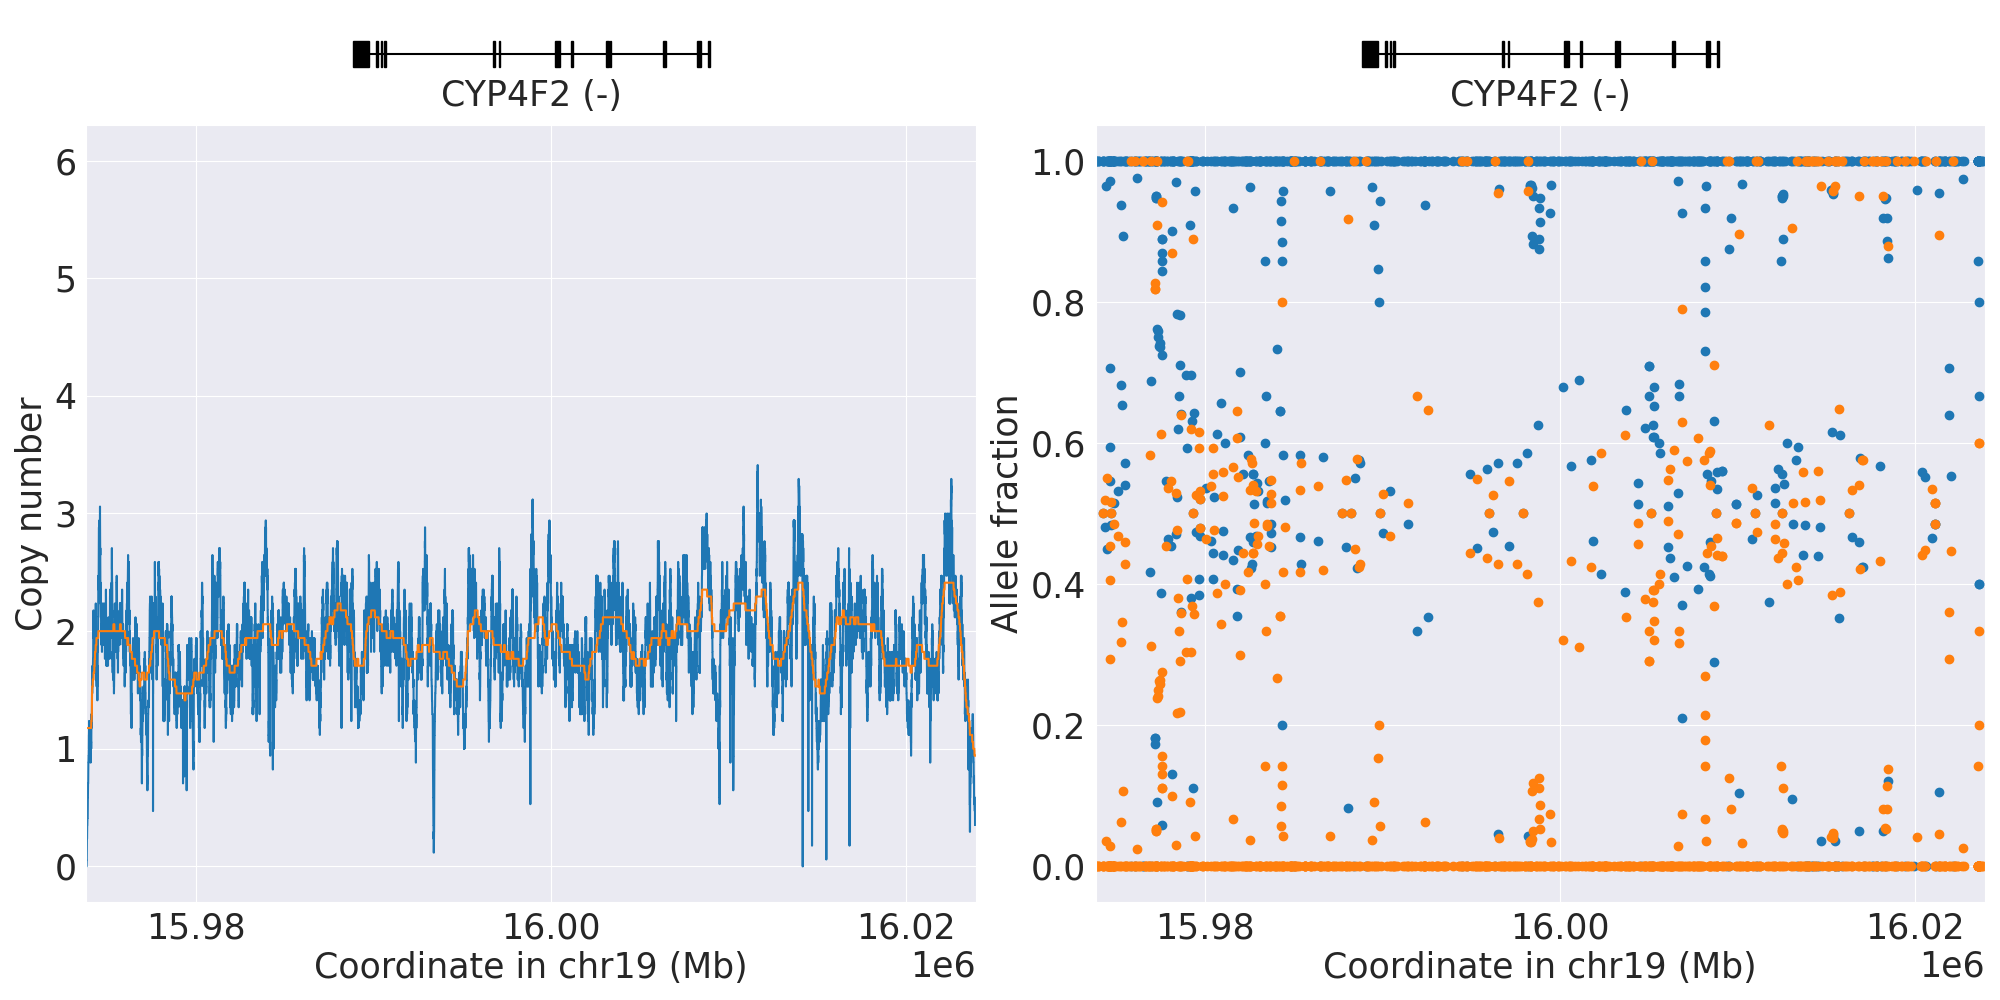 CYP4F2 (-)
6
5
4
3
2
1
0
Copy number
15.98
16.00
16.02
Coordinate in chr19 (Mb)
1e6
CYP4F2 (-)
1.0
0.8
0.6
0.4
0.2
0.0
Allele fraction
15.98
16.00
16.02
Coordinate in chr19 (Mb)
1e6